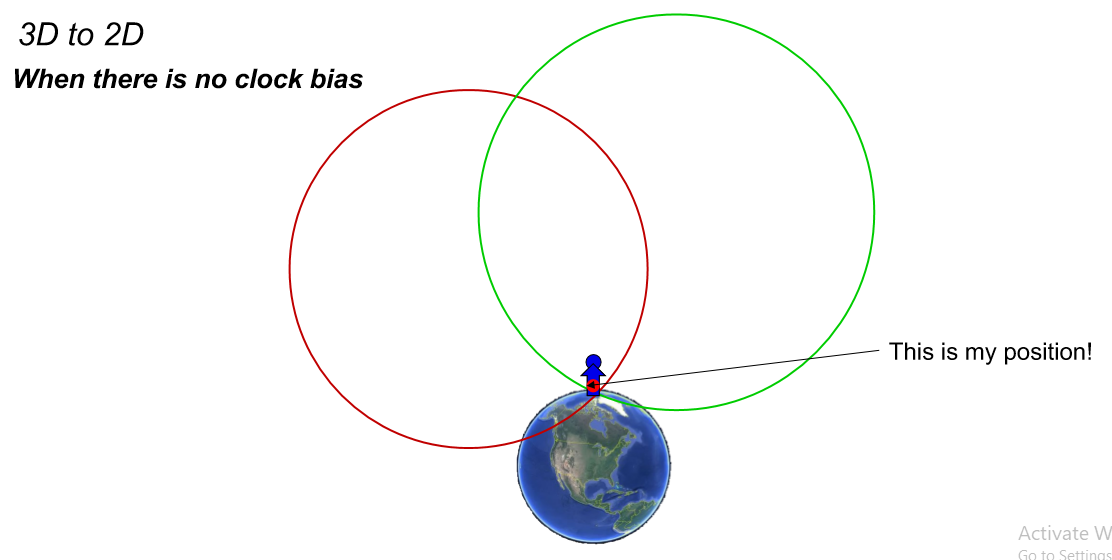 3D to 2D
When there is no clock bias
This is my position!
Activate W
Go to Settings